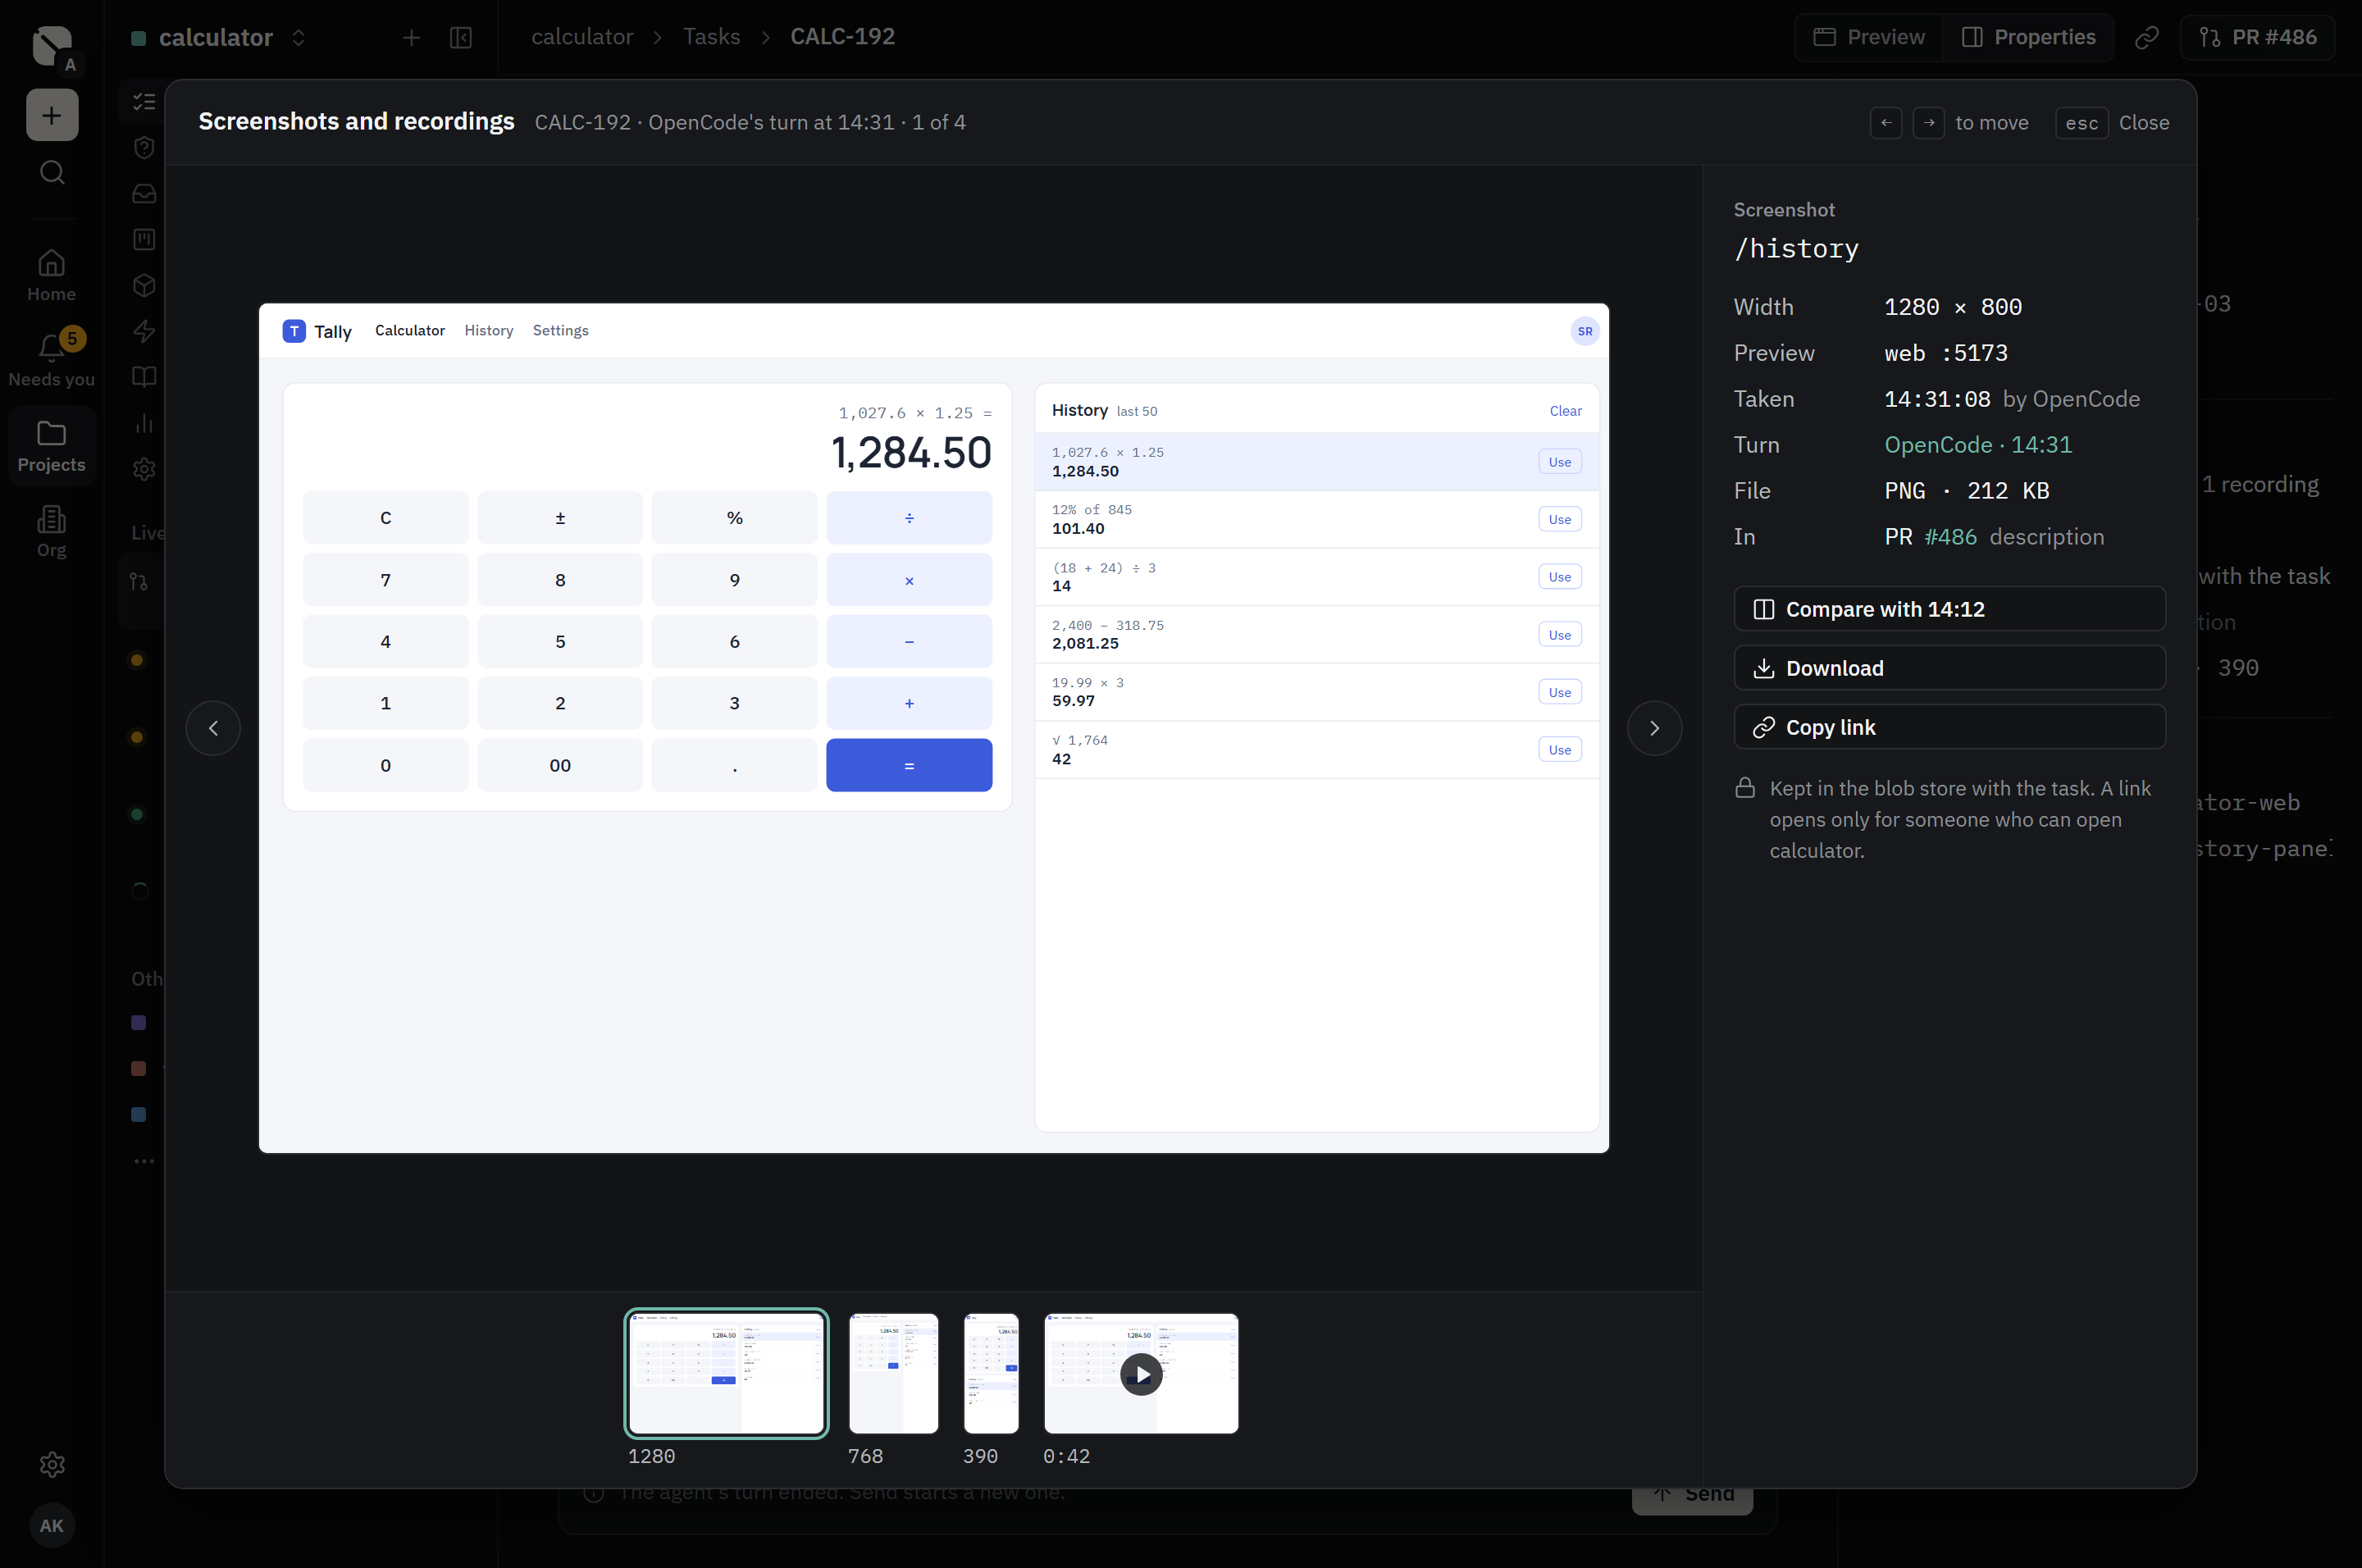 calculator
calculator > Tasks > CALC-192
Preview
Properties
PR #486
A
Home
5
Needs you
Projects
Org
AK
Live
Oth
Screenshots and recordings
CALC-192 · OpenCode's turn at 14:31 · 1 of 4
← → to move
esc Close
T Tally
Calculator
History
Settings
SR
1,027.6 × 1.25 =
1,284.50
C ± % ÷
7 8 9 ×
4 5 6 −
1 2 3 +
0 00 . =
History last 50
Clear
1,027.6 × 1.25
1,284.50
Use
12% of 845
101.40
Use
(18 + 24) ÷ 3
14
Use
2,400 − 318.75
2,081.25
Use
19.99 × 3
59.97
Use
√ 1,764
42
Use
1280
768
390
0:42
Screenshot
/history
Width 1280 × 800
Preview web :5173
Taken 14:31:08 by OpenCode
Turn OpenCode · 14:31
File PNG · 212 KB
In PR #486 description
Compare with 14:12
Download
Copy link
Kept in the blob store with the task. A link
opens only for someone who can open
calculator.
-03
1 recording
with the task
tion
· 390
ator-web
story-panel
The agent's turn ended. Send starts a new one.
Send